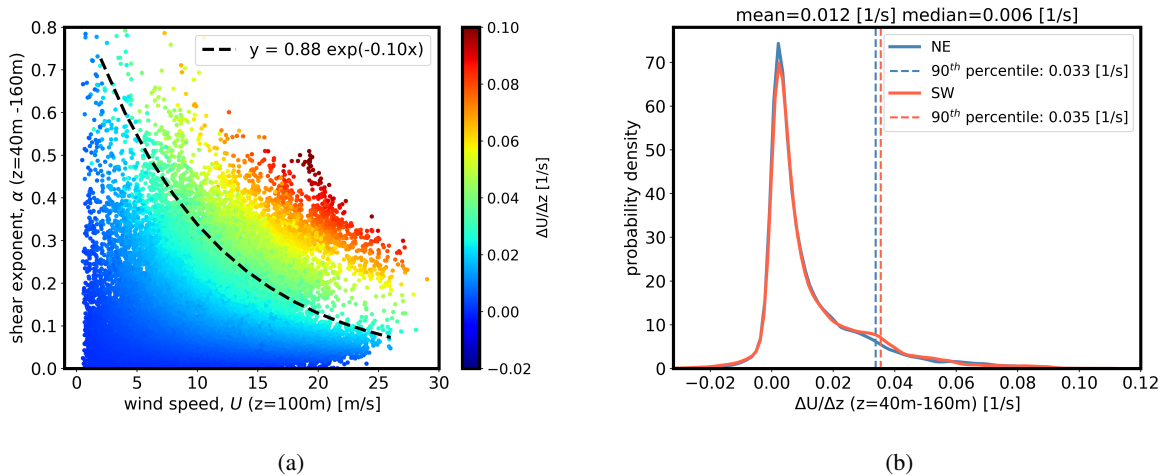 0.8
0.7
0.6
0.5
0.4
0.3
0.2
0.1
0.0
shear exponent, α (z=40m -160m)
0 5 10 15 20 25 30
wind speed, U (z=100m) [m/s]
y = 0.88 exp(-0.10x)
0.10
0.08
0.06
0.04
0.02
0.00
−0.02
ΔU/Δz [1/s]
(a)
mean=0.012 [1/s] median=0.006 [1/s]
NE
90th percentile: 0.033 [1/s]
SW
90th percentile: 0.035 [1/s]
70
60
50
40
30
20
10
0
probability density
−0.02 0.00 0.02 0.04 0.06 0.08 0.10 0.12
ΔU/Δz (z=40m-160m) [1/s]
(b)